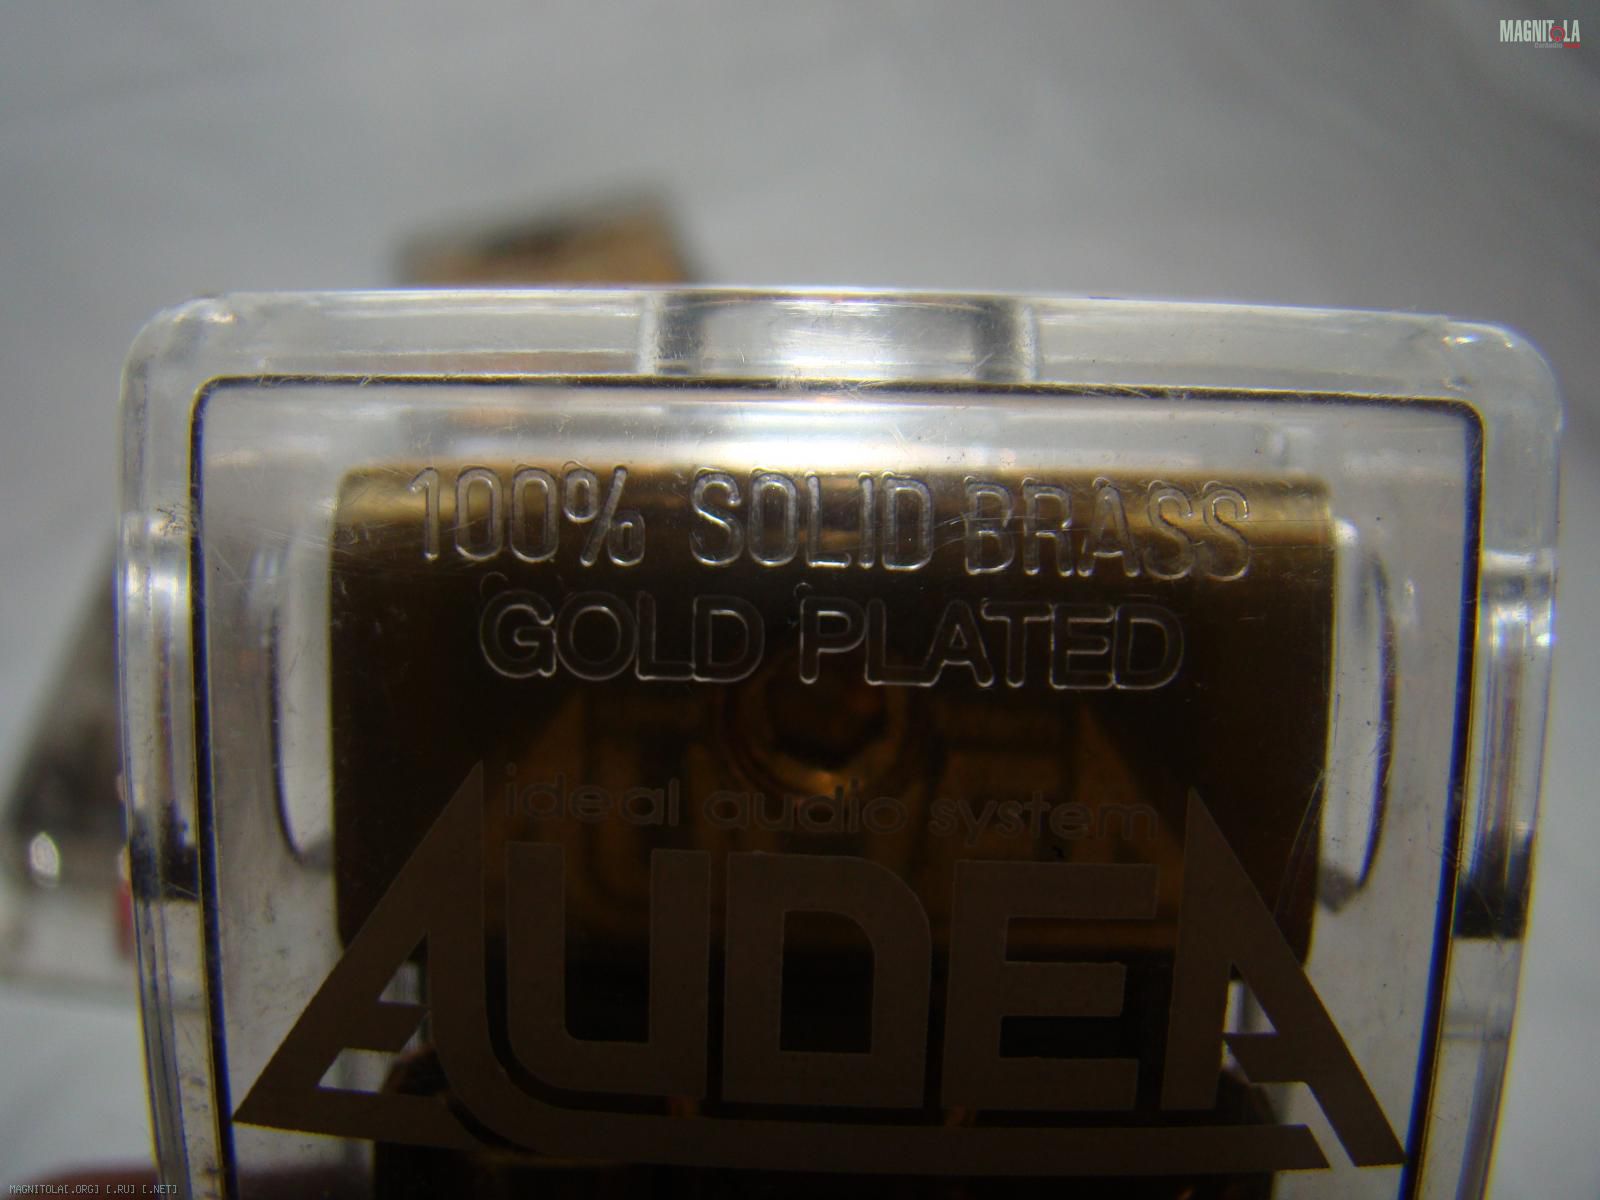 MAGNITOLA
100% SOLID BRASS
GOLD PLATED
ideal audio system
AUDEA
MAGNITOLA[.ORG] [.RU] [.NET]